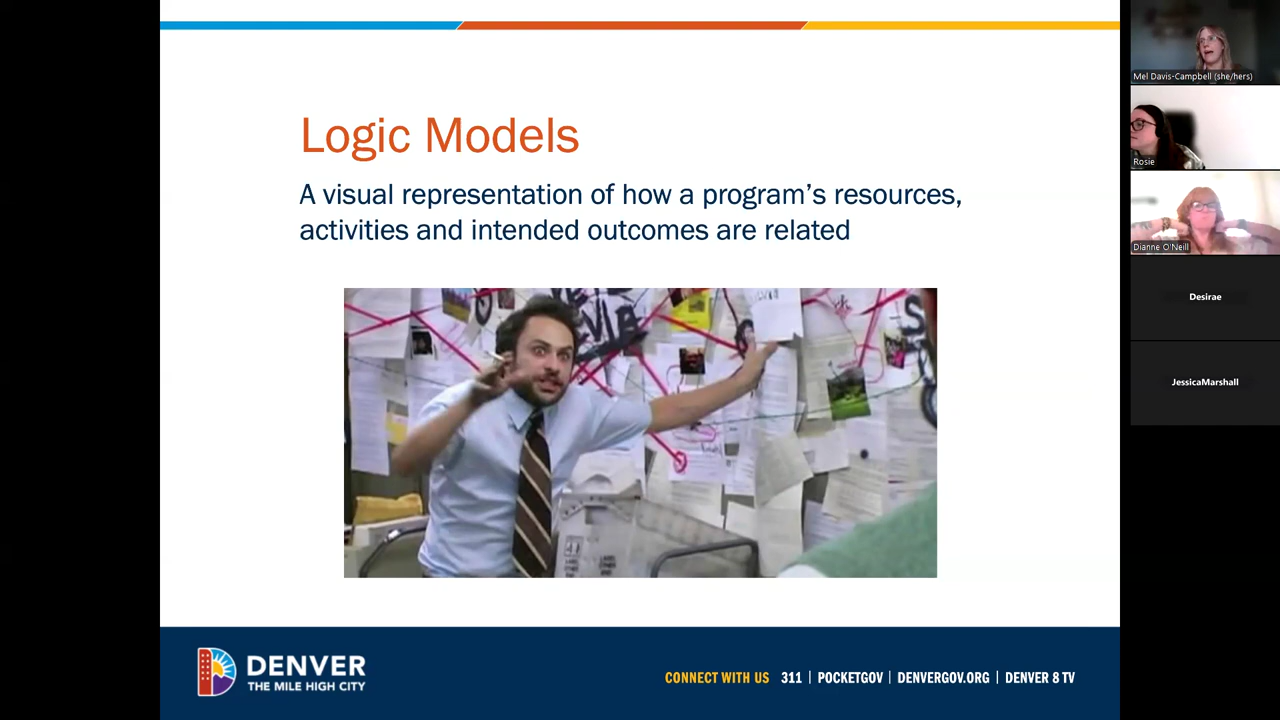 Logic Models
A visual representation of how a program's resources,
activities and intended outcomes are related
DENVER
THE MILE HIGH CITY
CONNECT WITH US 311 | POCKETGOV | DENVERGOV.ORG | DENVER 8 TV
Mel Davis-Campbell (she/hers)
Rosie
Dianne O'Neill
Desirae
JessicaMarshall